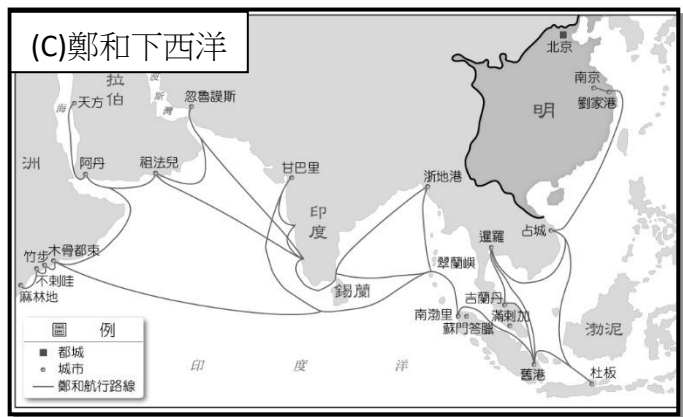 (C)鄭和下西洋
北京
南京
劉家港
明
拉
伯
波
斯
灣
忽魯謨斯
海
天方
洲
阿丹
祖法兒
甘巴里
浙地港
印
度
占城
暹羅
翠蘭嶼
木骨都束
竹步
不剌哇
麻林地
錫蘭
吉蘭丹
南渤里
滿剌加
蘇門答臘
渤泥
舊港
杜板
圖 例
都城
城市
鄭和航行路線
印 度 洋